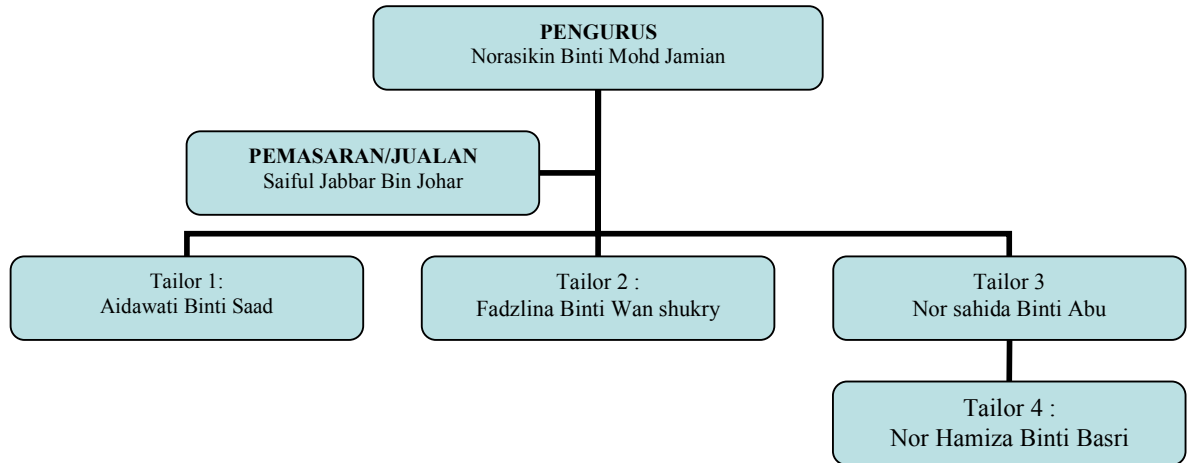 PENGURUS
Norasikin Binti Mohd Jamian
PEMASARAN/JUALAN
Saiful Jabbar Bin Johar
Tailor 1:
Aidawati Binti Saad
Tailor 2 :
Fadzlina Binti Wan shukry
Tailor 3
Nor sahida Binti Abu
Tailor 4 :
Nor Hamiza Binti Basri